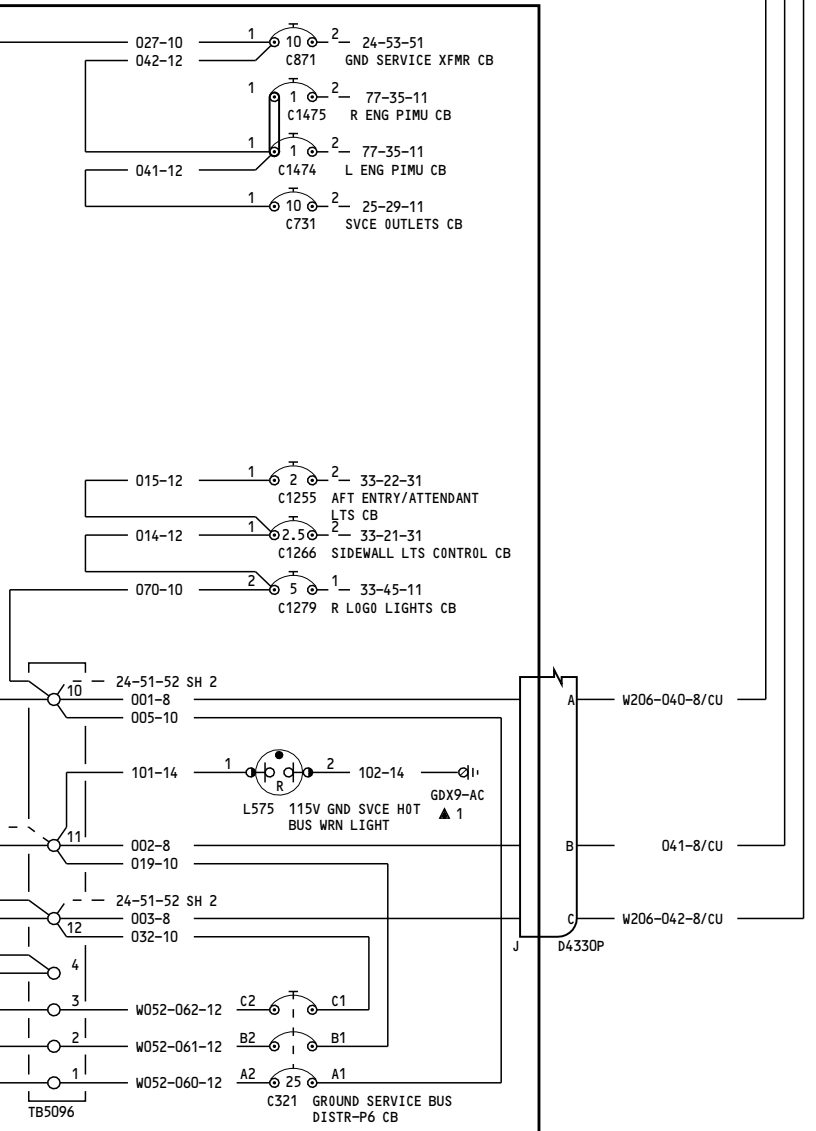 027-10 1 10 2 24-53-51
042-12 C871 GND SERVICE XFMR CB
1 1 2 77-35-11
C1475 R ENG PIMU CB
1 1 2 77-35-11
041-12 C1474 L ENG PIMU CB
1 10 2 25-29-11
C731 SVCE OUTLETS CB
015-12 1 2 2 33-22-31
C1255 AFT ENTRY/ATTENDANT
LTS CB
014-12 1 2.5 2 33-21-31
C1266 SIDEWALL LTS CONTROL CB
070-10 2 5 1 33-45-11
C1279 R LOGO LIGHTS CB
24-51-52 SH 2
10 001-8 A W206-040-8/CU
005-10
101-14 1 R 2 102-14
GDX9-AC
L575 115V GND SVCE HOT 1
BUS WRN LIGHT
11 002-8 B 041-8/CU
019-10
24-51-52 SH 2
003-8 C W206-042-8/CU
12 032-10
J D4330P
4
3 W052-062-12 C2 C1
2 W052-061-12 B2 B1
1 W052-060-12 A2 25 A1
C321 GROUND SERVICE BUS
TB5096 DISTR-P6 CB